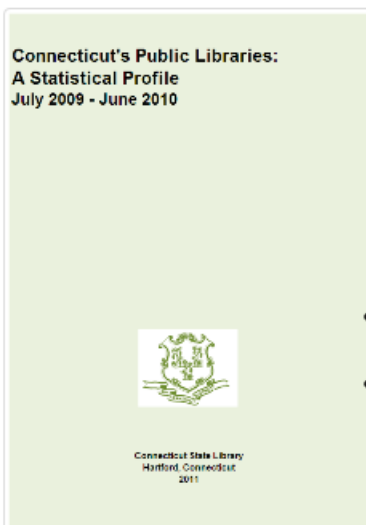 Connecticut's Public Libraries:
A Statistical Profile
July 2009 - June 2010
Connecticut State Library
Hartford, Connecticut
2011